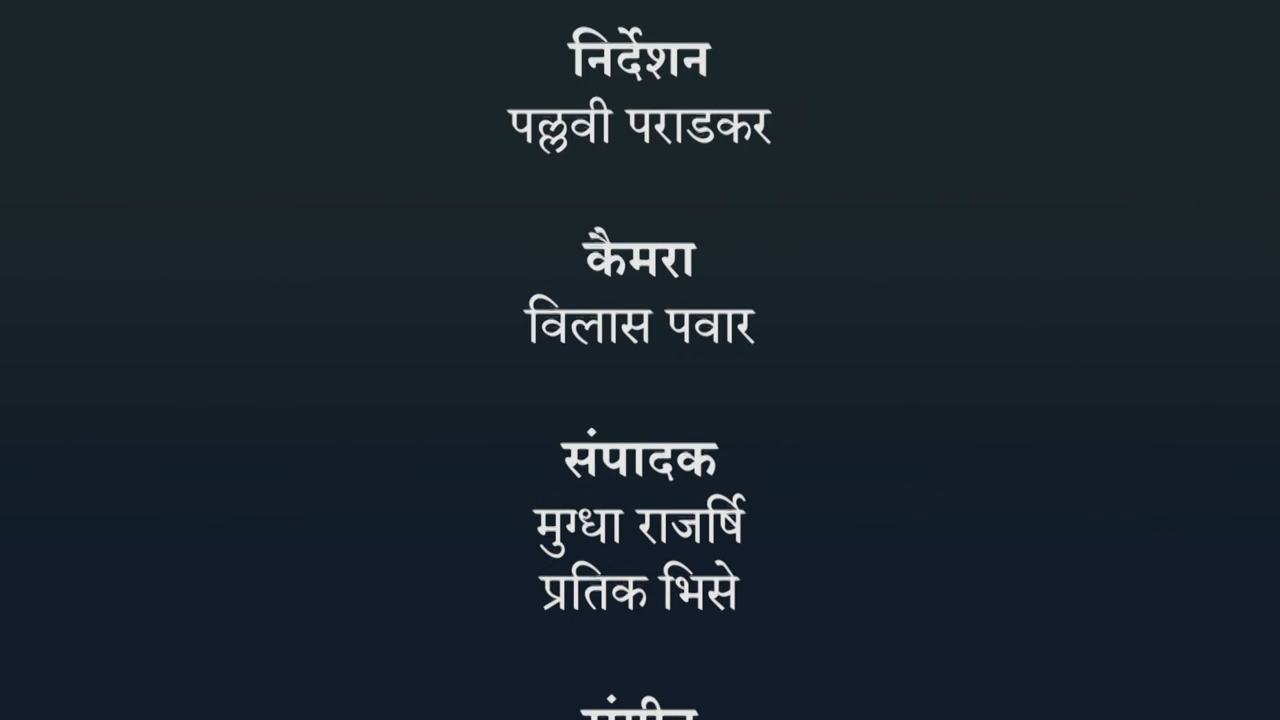 निर्देशन
पल्लवी पराडकर
कैमरा
विलास पवार
संपादक
मुग्धा राजर्षि
प्रतिक भिसे